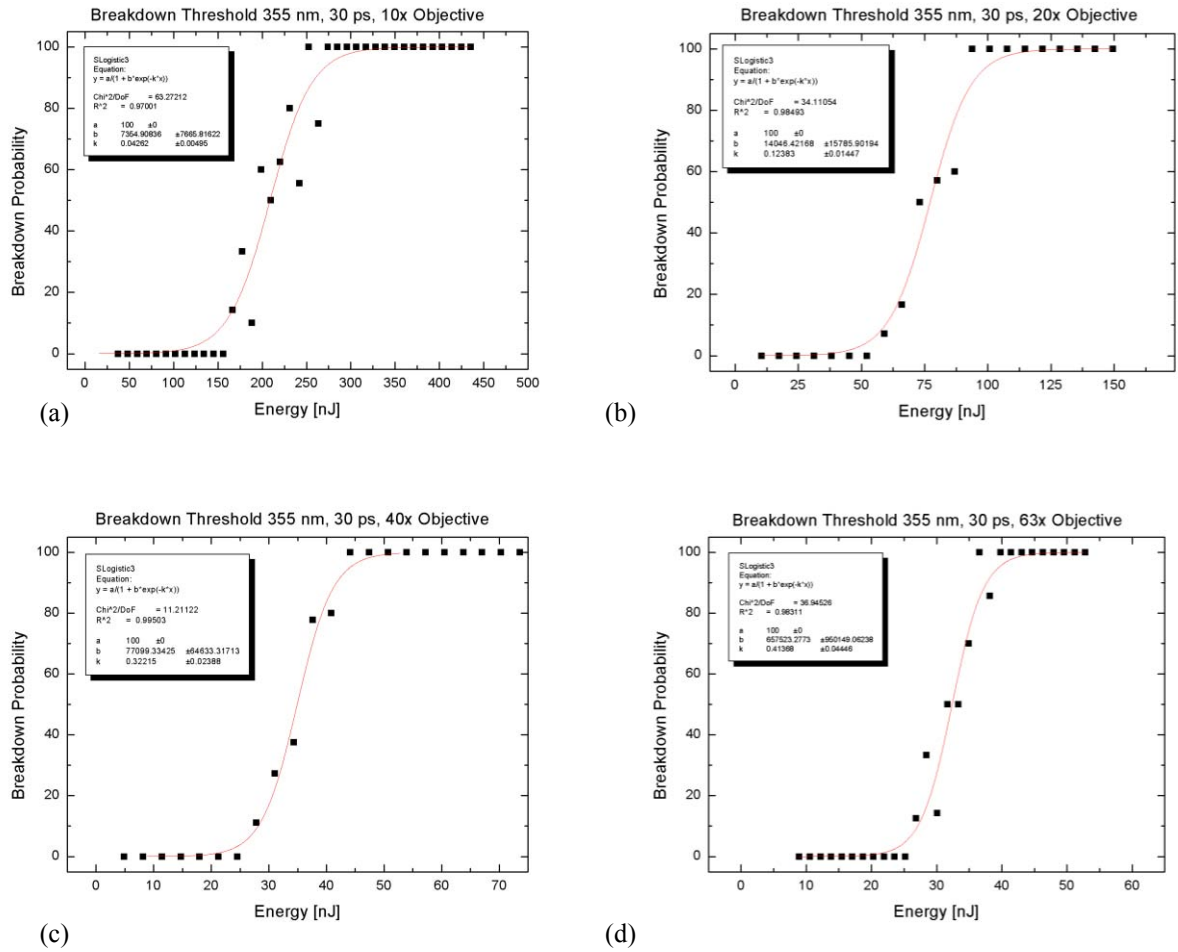 Breakdown Threshold 355 nm, 30 ps, 10x Objective
100
80
60
40
20
0
Breakdown Probability
SLogistic3
Equation:
y = a/(1 + b*exp(-k*x))
Chi^2/DoF = 63.27212
R^2 = 0.97001
a 100 ±0
b 7354.90836 ±7665.81622
k 0.04262 ±0.00495
0 50 100 150 200 250 300 350 400 450 500
Energy [nJ]
(a)
Breakdown Threshold 355 nm, 30 ps, 20x Objective
100
80
60
40
20
0
Breakdown Probability
SLogistic3
Equation:
y = a/(1 + b*exp(-k*x))
Chi^2/DoF = 34.11054
R^2 = 0.98493
a 100 ±0
b 14046.42168 ±15785.90194
k 0.12383 ±0.01447
0 25 50 75 100 125 150
Energy [nJ]
(b)
Breakdown Threshold 355 nm, 30 ps, 40x Objective
100
80
60
40
20
0
Breakdown Probability
SLogistic3
Equation:
y = a/(1 + b*exp(-k*x))
Chi^2/DoF = 11.21122
R^2 = 0.99503
a 100 ±0
b 77099.33425 ±64633.31713
k 0.32215 ±0.02388
0 10 20 30 40 50 60 70
Energy [nJ]
(c)
Breakdown Threshold 355 nm, 30 ps, 63x Objective
100
80
60
40
20
0
Breakdown Probability
SLogistic3
Equation:
y = a/(1 + b*exp(-k*x))
Chi^2/DoF = 36.94526
R^2 = 0.98311
a 100 ±0
b 657523.2773 ±950149.06238
k 0.41368 ±0.04446
0 10 20 30 40 50 60
Energy [nJ]
(d)